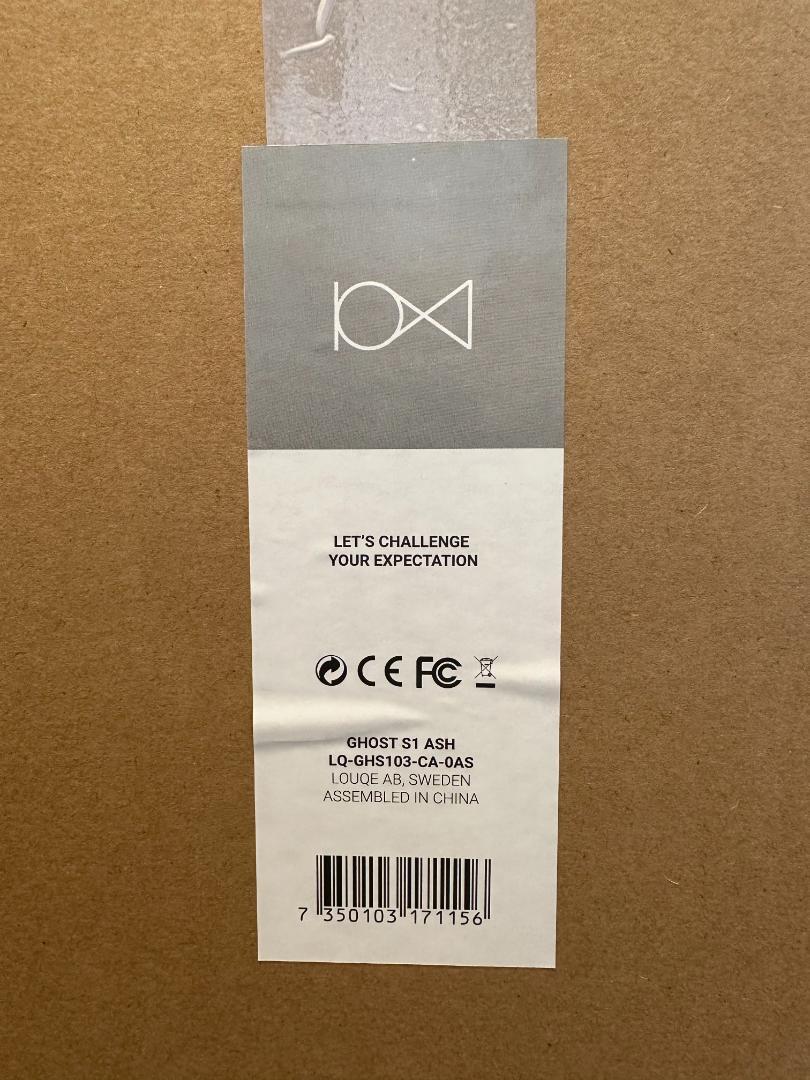 LET'S CHALLENGE
YOUR EXPECTATION
CE FC
GHOST S1 ASH
LQ-GHS103-CA-0AS
LOUQE AB, SWEDEN
ASSEMBLED IN CHINA
7 350103 171156